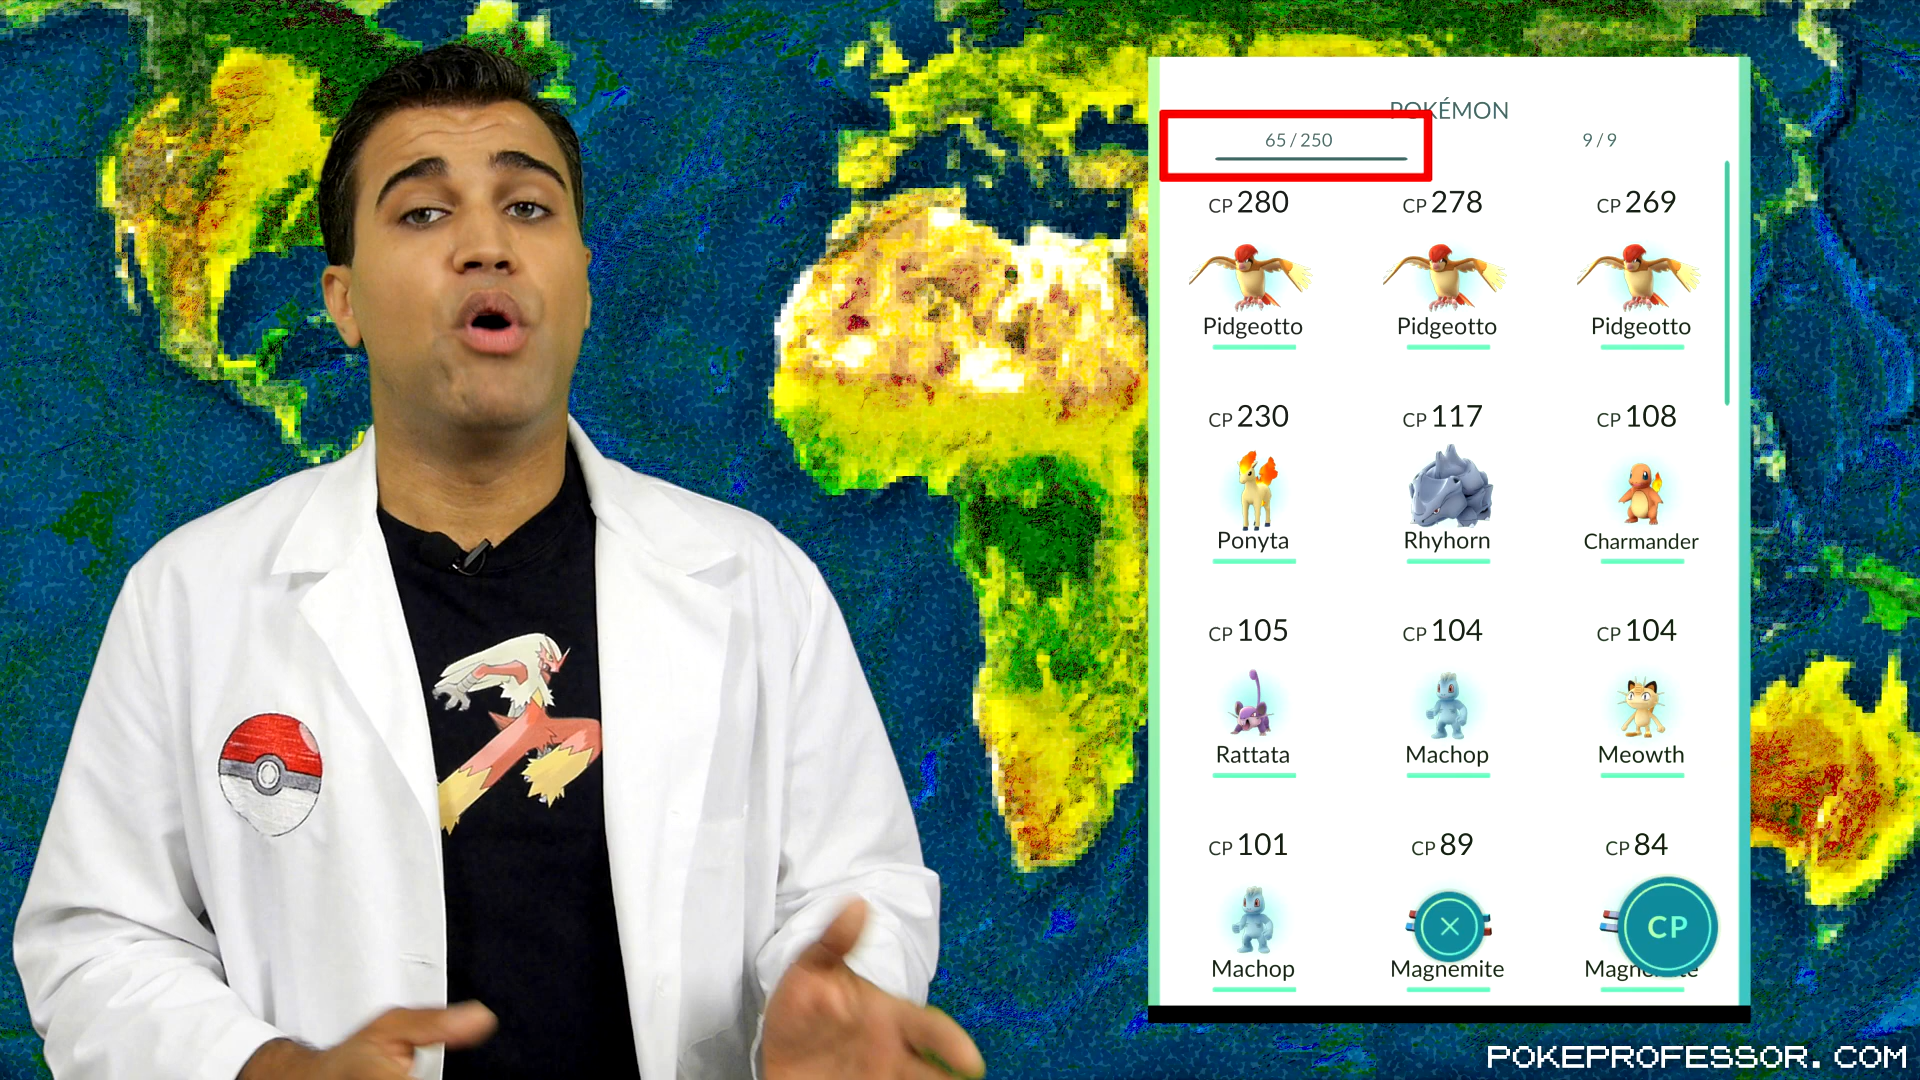 POKÉMON
65 / 250 9 / 9
CP 280 CP 278 CP 269
Pidgeotto Pidgeotto Pidgeotto
CP 230 CP 117 CP 108
Ponyta Rhyhorn Charmander
CP 105 CP 104 CP 104
Rattata Machop Meowth
CP 101 CP 89 CP 84
CP
Machop Magnemite Magnemite
POKEPROFESSOR.COM